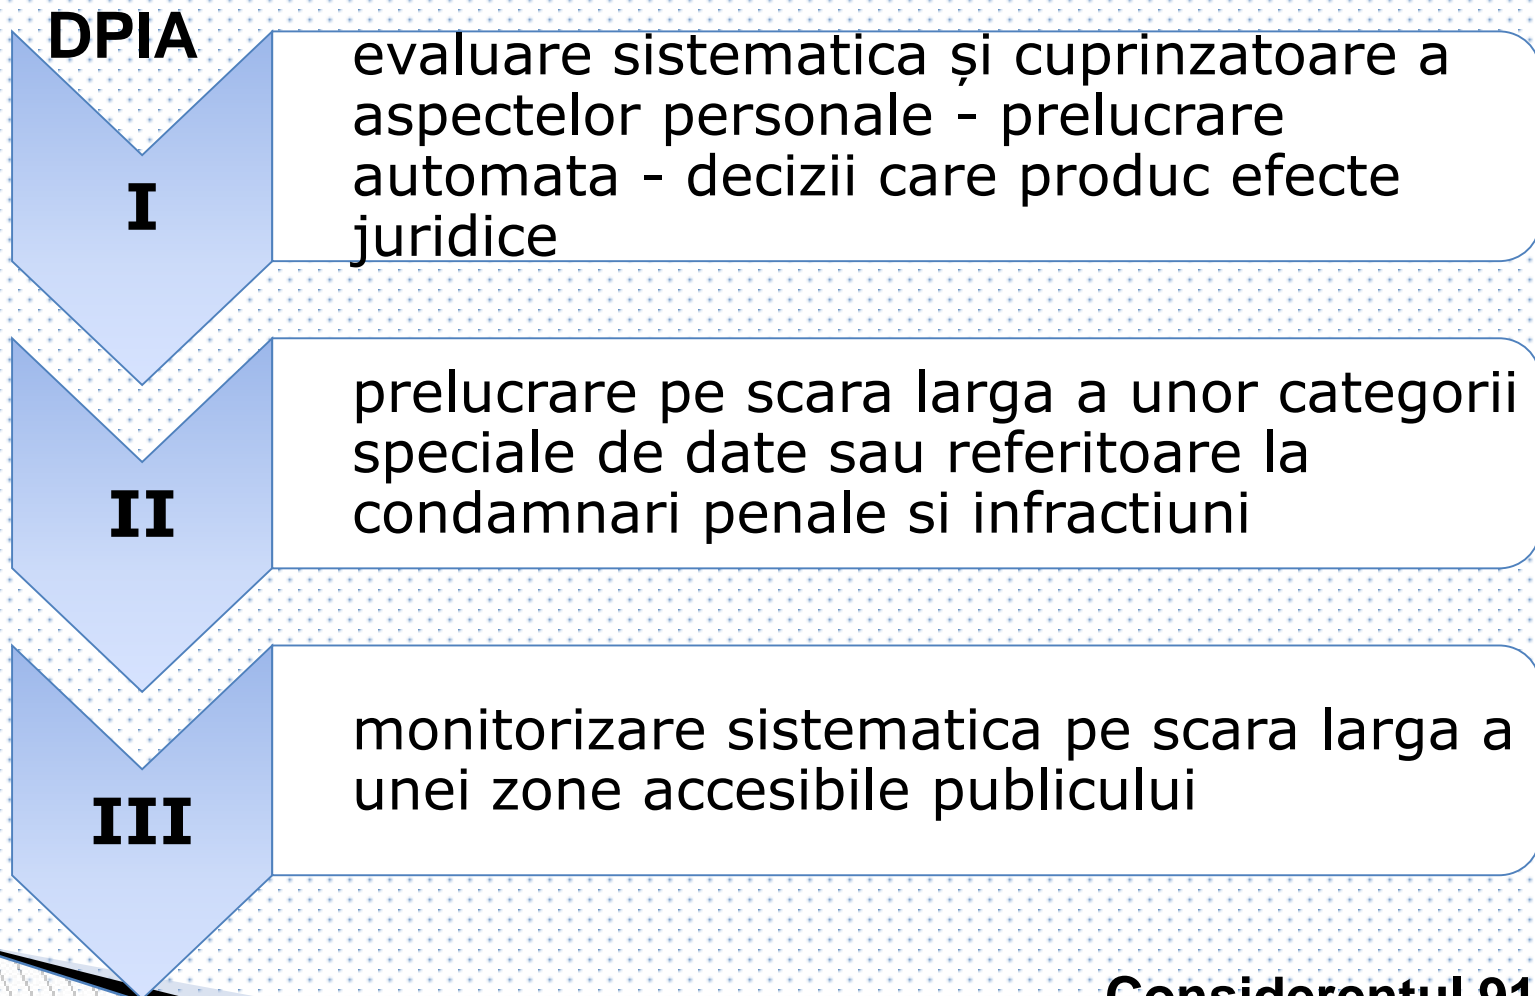 DPIA
I
evaluare sistematica și cuprinzatoare a
aspectelor personale - prelucrare
automata - decizii care produc efecte
juridice
II
prelucrare pe scara larga a unor categorii
speciale de date sau referitoare la
condamnari penale si infractiuni
III
monitorizare sistematica pe scara larga a
unei zone accesibile publicului
Considerentul 91